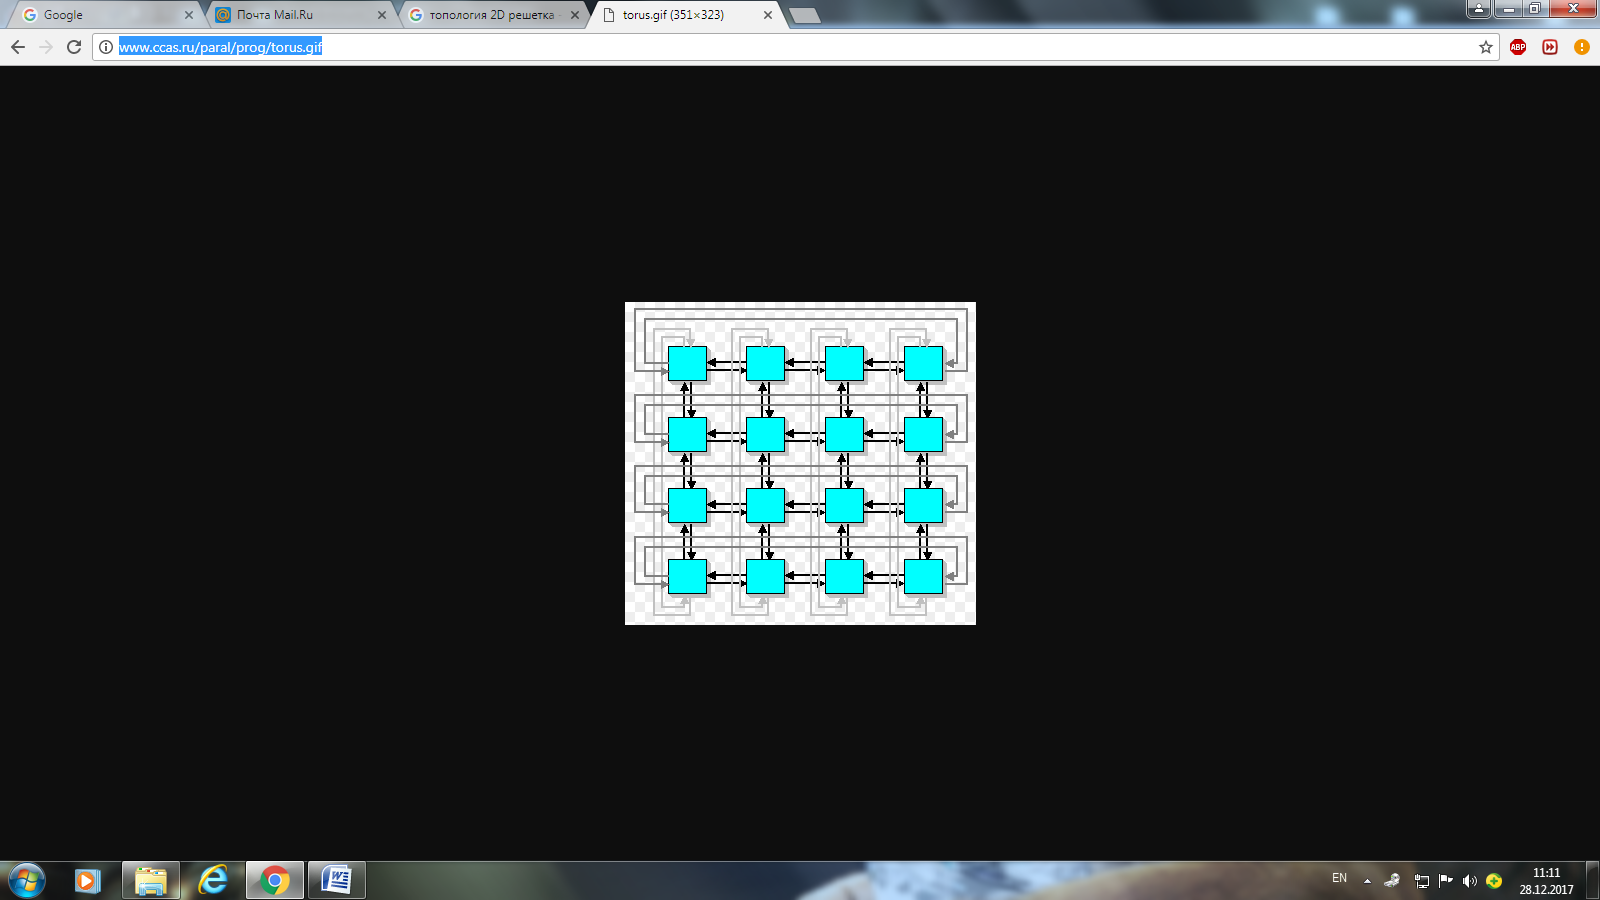 Google
Почта Mail.Ru
топология 2D решетка -
torus.gif (351×323)
www.ccas.ru/paral/prog/torus.gif
ABP
EN
11:11
28.12.2017